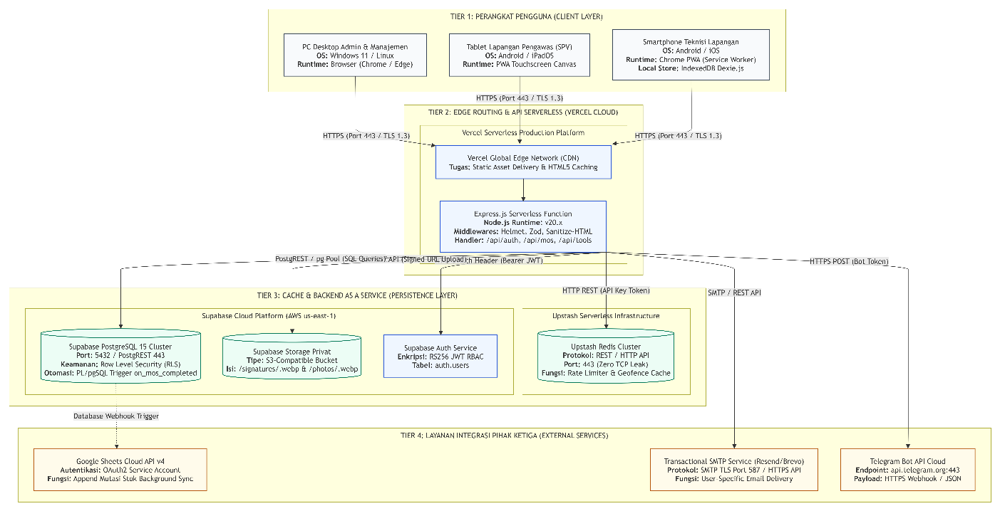 TIER 1: PERANGKAT PENGGUNA (CLIENT LAYER)
PC Desktop Admin & Manajemen
OS: Windows 11 / Linux
Runtime: Browser (Chrome / Edge)
Tablet Lapangan Pengawas (SPV)
OS: Android / iPadOS
Runtime: PWA Touchscreen Canvas
Smartphone Teknisi Lapangan
OS: Android / iOS
Runtime: Chrome PWA (Service Worker)
Local Store: IndexedDB Dexie.js
HTTPS (Port 443 / TLS 1.3)
TIER 2: EDGE ROUTING & API SERVERLESS (VERCEL CLOUD)
Vercel Serverless Production Platform
HTTPS (Port 443 / TLS 1.3)
HTTPS (Port 443 / TLS 1.3)
Vercel Global Edge Network (CDN)
Tugas: Static Asset Delivery & HTML5 Caching
Express.js Serverless Function
Node.js Runtime: v20.x
Middlewares: Helmet, Zod, Sanitize-HTML
Handler: /api/auth, /api/mos, /api/tools
PostgREST / pg Pool (SQL Queries)
API (Signed URL Upload)
Header (Bearer JWT)
HTTPS POST (Bot Token)
HTTP REST (API Key Token)
SMTP / REST API
TIER 3: CACHE & BACKEND AS A SERVICE (PERSISTENCE LAYER)
Supabase Cloud Platform (AWS us-east-1)
Upstash Serverless Infrastructure
Supabase PostgreSQL 15 Cluster
Port: 5432 / PostgREST 443
Keamanan: Row Level Security (RLS)
Otomasi: PL/pgSQL Trigger on_mos_completed
Supabase Storage Privat
Tipe: S3-Compatible Bucket
Isi: /signatures/.webp & /photos/.webp
Supabase Auth Service
Enkripsi: RS256 JWT RBAC
Tabel: auth.users
Upstash Redis Cluster
Protokol: REST / HTTP API
Port: 443 (Zero TCP Leak)
Fungsi: Rate Limiter & Geofence Cache
Database Webhook Trigger
TIER 4: LAYANAN INTEGRASI PIHAK KETIGA (EXTERNAL SERVICES)
Google Sheets Cloud API v4
Autentikasi: OAuth2 Service Account
Fungsi: Append Mutasi Stok Background Sync
Transactional SMTP Service (Resend/Brevo)
Protokol: SMTP TLS Port 587 / HTTPS API
Fungsi: User-Specific Email Delivery
Telegram Bot API Cloud
Endpoint: api.telegram.org:443
Payload: HTTPS Webhook / JSON